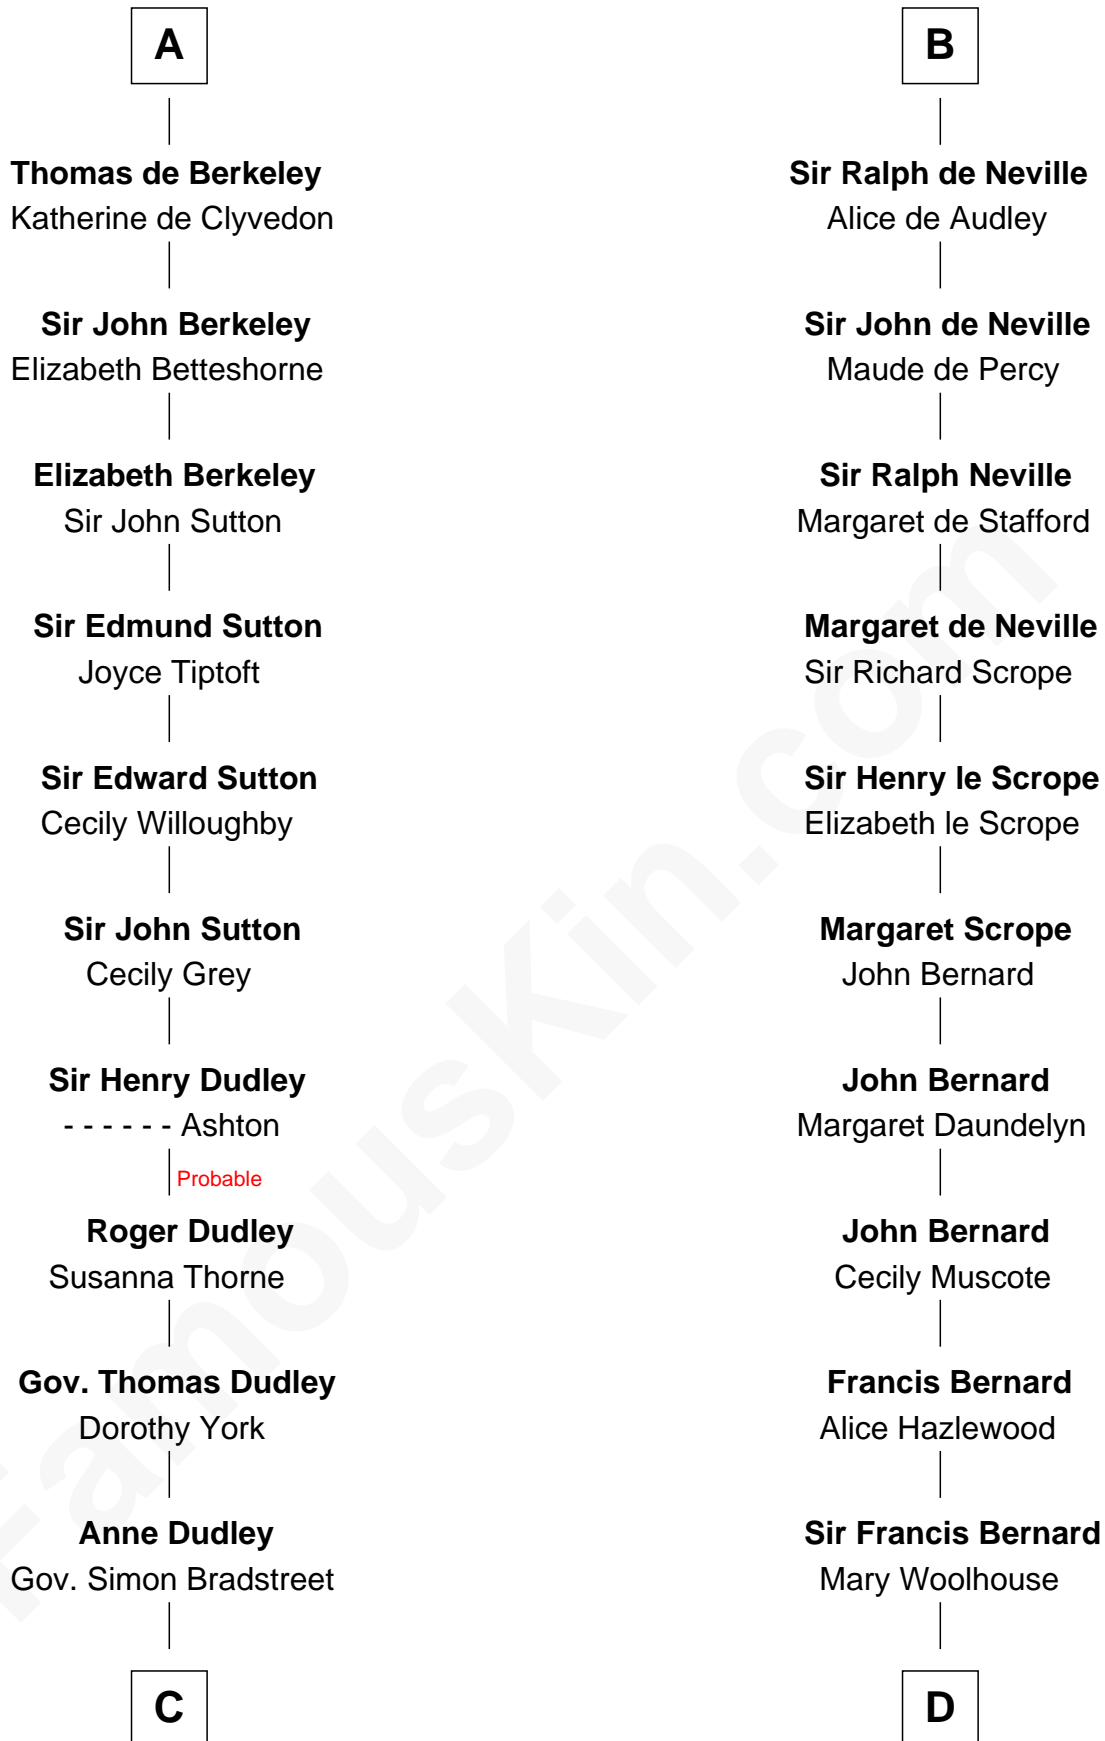 A
Thomas de Berkeley
Katherine de Clyvedon
Sir John Berkeley
Elizabeth Betteshorne
Elizabeth Berkeley
Sir John Sutton
Sir Edmund Sutton
Joyce Tiptoft
Sir Edward Sutton
Cecily Willoughby
Sir John Sutton
Cecily Grey
Sir Henry Dudley
- - - - - - Ashton
Probable
Roger Dudley
Susanna Thorne
Gov. Thomas Dudley
Dorothy York
Anne Dudley
Gov. Simon Bradstreet
C
B
Sir Ralph de Neville
Alice de Audley
Sir John de Neville
Maude de Percy
Sir Ralph Neville
Margaret de Stafford
Margaret de Neville
Sir Richard Scrope
Sir Henry le Scrope
Elizabeth le Scrope
Margaret Scrope
John Bernard
John Bernard
Margaret Daundelyn
John Bernard
Cecily Muscote
Francis Bernard
Alice Hazlewood
Sir Francis Bernard
Mary Woolhouse
D
FamousKin.com